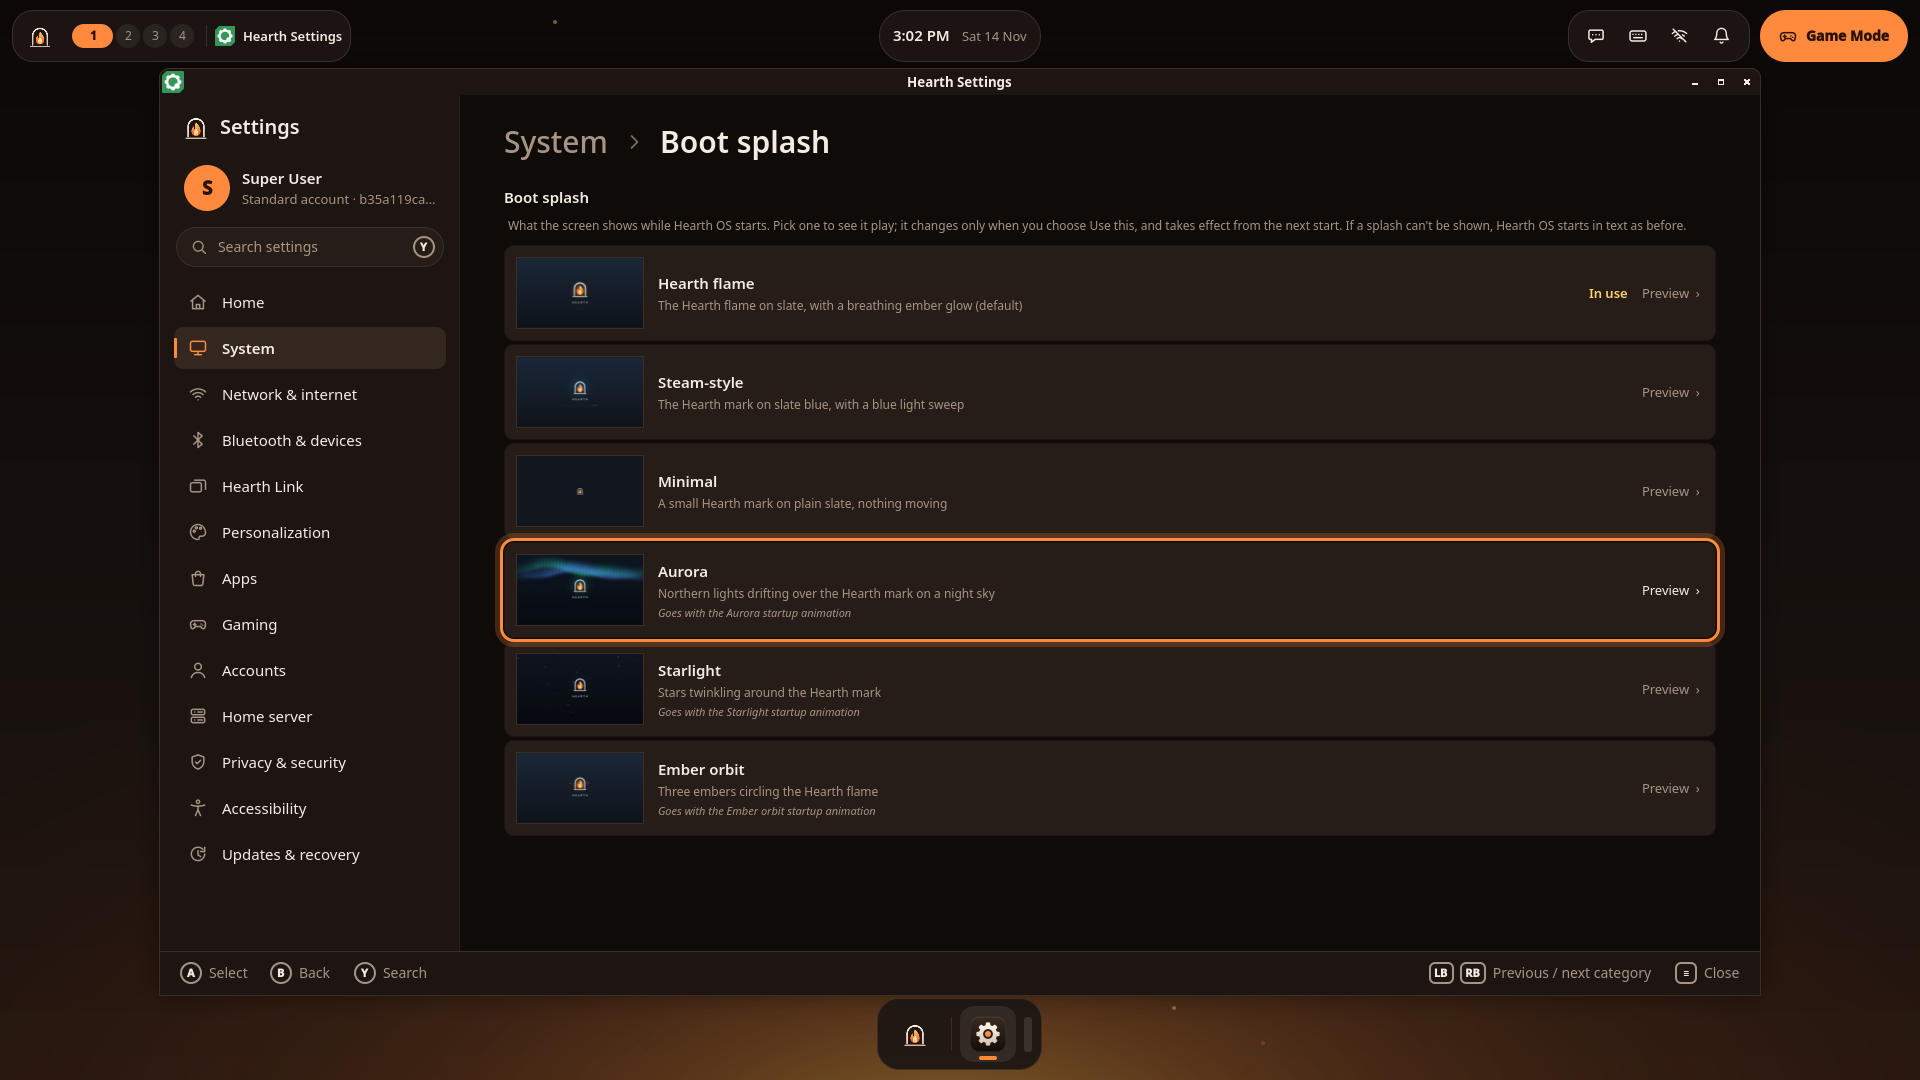 1 2 3 4 Hearth Settings
3:02 PM Sat 14 Nov
Game Mode
Hearth Settings
Settings
S
Super User
Standard account · b35a119ca...
Search settings Y
Home
System
Network & internet
Bluetooth & devices
Hearth Link
Personalization
Apps
Gaming
Accounts
Home server
Privacy & security
Accessibility
Updates & recovery
System > Boot splash
Boot splash
What the screen shows while Hearth OS starts. Pick one to see it play; it changes only when you choose Use this, and takes effect from the next start. If a splash can't be shown, Hearth OS starts in text as before.
Hearth flame
The Hearth flame on slate, with a breathing ember glow (default)
In use Preview ›
Steam-style
The Hearth mark on slate blue, with a blue light sweep
Preview ›
Minimal
A small Hearth mark on plain slate, nothing moving
Preview ›
Aurora
Northern lights drifting over the Hearth mark on a night sky
Goes with the Aurora startup animation
Preview ›
Starlight
Stars twinkling around the Hearth mark
Goes with the Starlight startup animation
Preview ›
Ember orbit
Three embers circling the Hearth flame
Goes with the Ember orbit startup animation
Preview ›
A Select B Back Y Search
LB RB Previous / next category ≡ Close